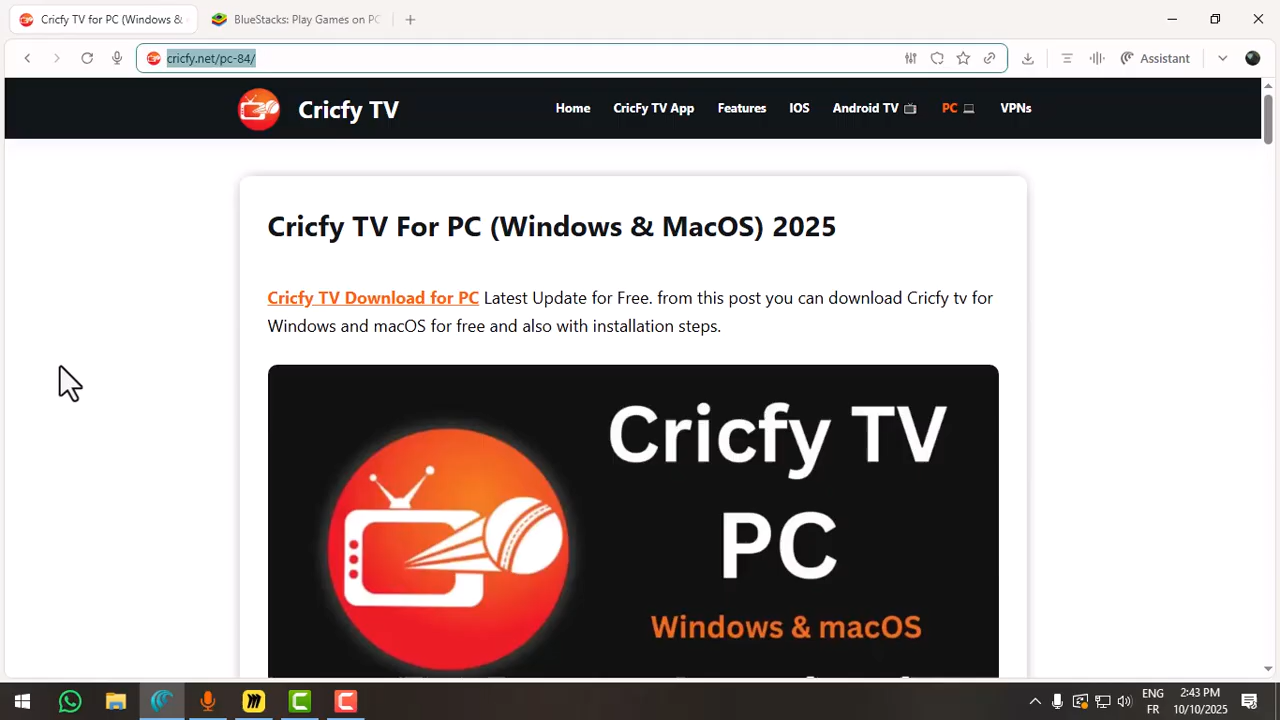 Cricfy TV for PC (Windows &
BlueStacks: Play Games on PC
cricfy.net/pc-84/
Assistant
Cricfy TV
Home
CricFy TV App
Features
IOS
Android TV
PC
VPNs
Cricfy TV For PC (Windows & MacOS) 2025
Cricfy TV Download for PC Latest Update for Free. from this post you can download Cricfy tv for
Windows and macOS for free and also with installation steps.
Cricfy TV
PC
Windows & macOS
ENG
FR
2:43 PM
10/10/2025